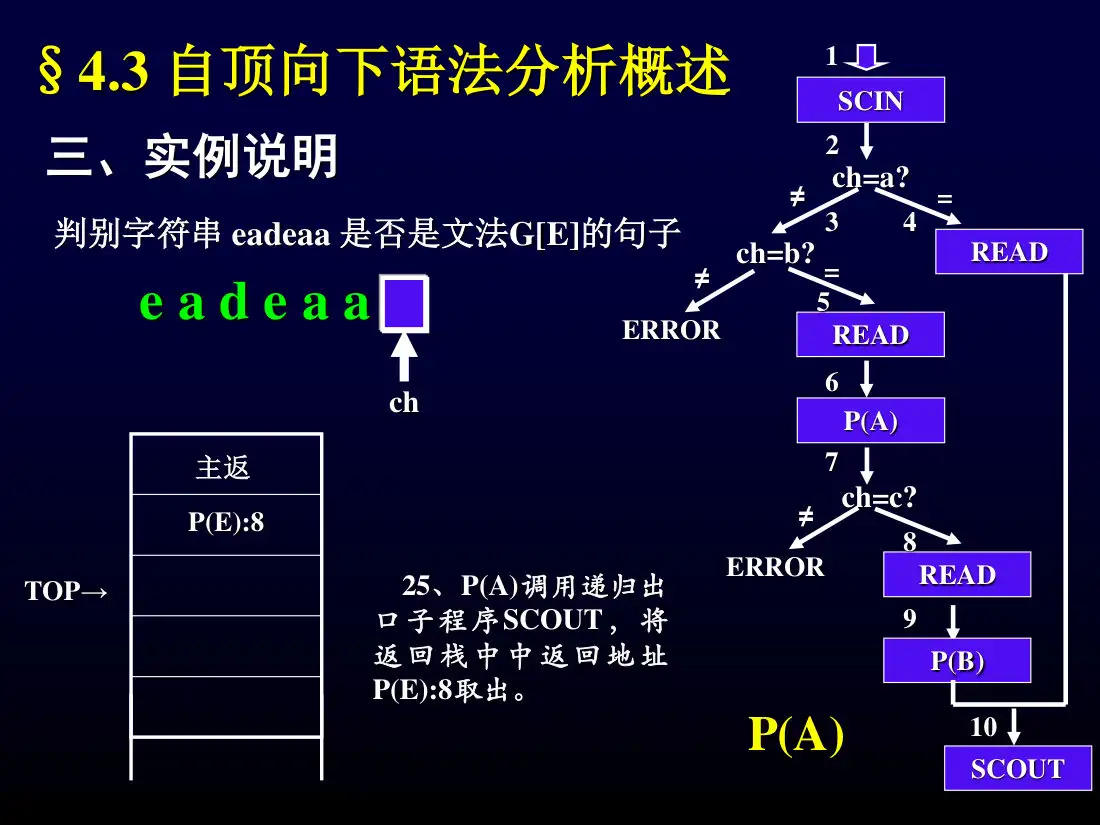 §4.3 自顶向下语法分析概述
三、实例说明
判别字符串 eadeaa 是否是文法G[E]的句子
e a d e a a
ch
主返
P(E):8
TOP→
25、P(A)调用递归出
口子程序SCOUT，将
返回栈中中返回地址
P(E):8取出。
P(A)
1
SCIN
2
ch=a?
≠
=
3
4
READ
ch=b?
≠
=
5
ERROR
READ
6
P(A)
7
ch=c?
≠
8
ERROR
READ
9
P(B)
10
SCOUT